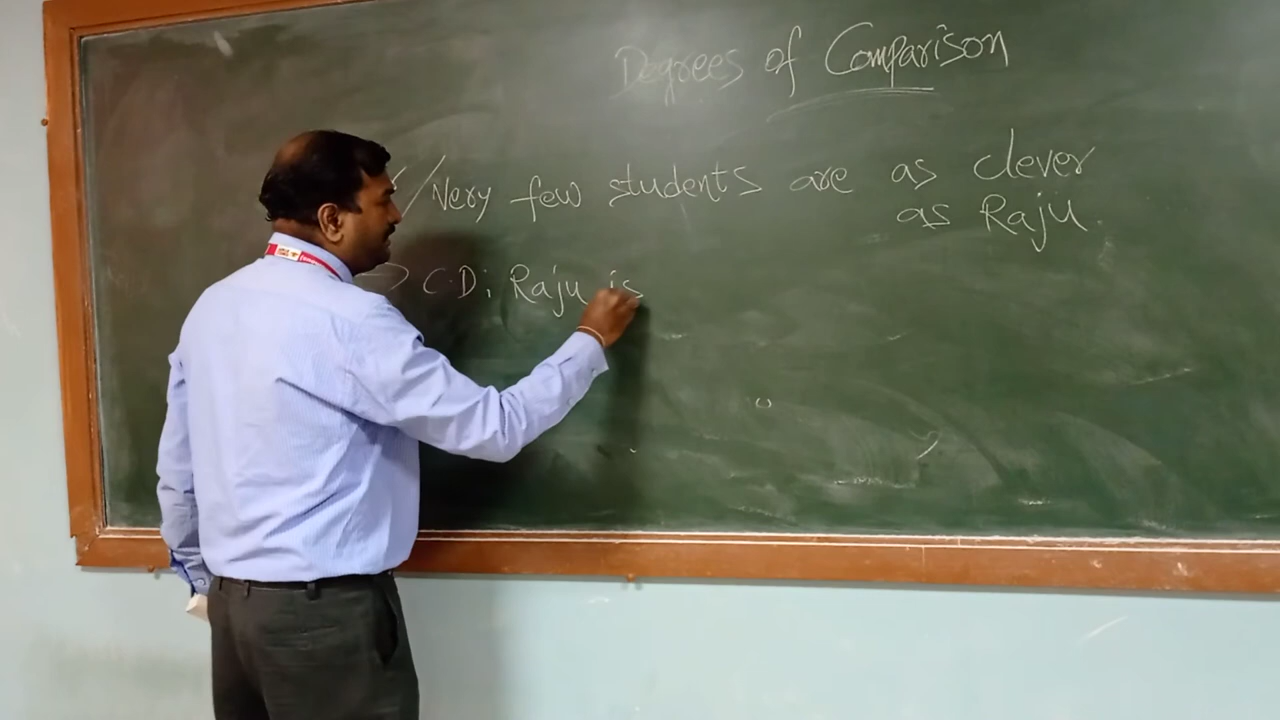 Degrees of Comparison
Very few students are as clever
as Raju.
→ C.D: Raju is